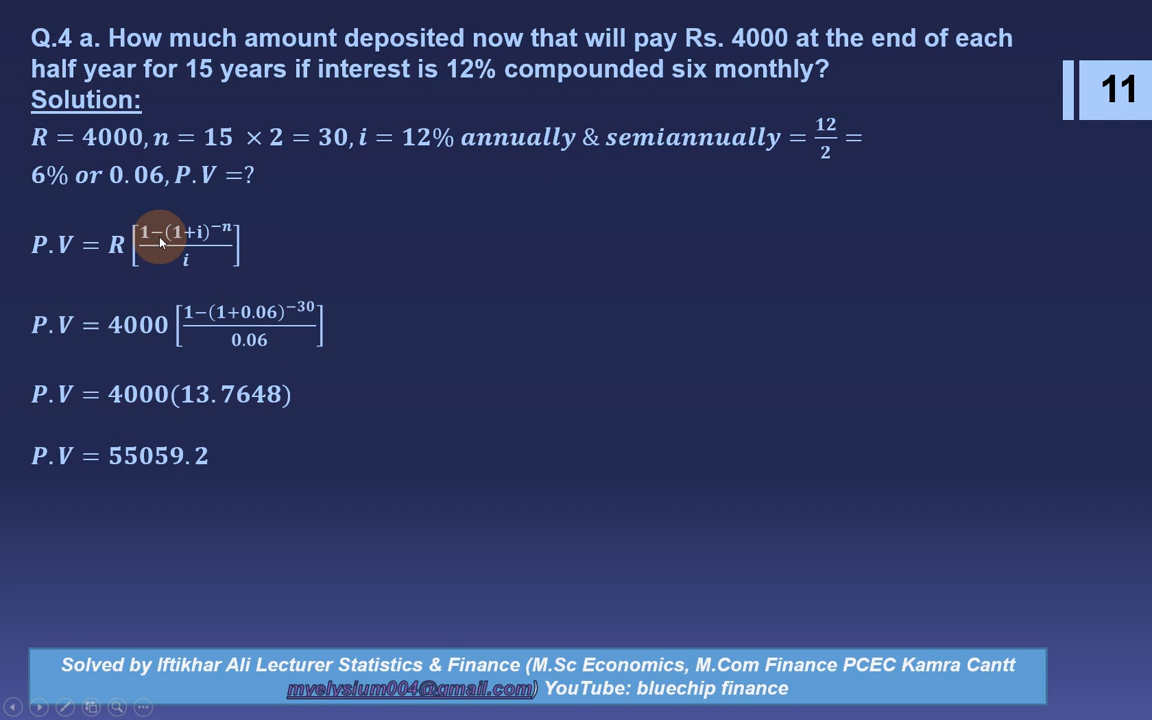 Q.4 a. How much amount deposited now that will pay Rs. 4000 at the end of each
half year for 15 years if interest is 12% compounded six monthly?
11
Solution:
R = 4000, n = 15 × 2 = 30, i = 12% annually & semiannually = 12/2 =
6% or 0.06, P.V =?
P.V = R [1−(1+i)^−n / i]
P.V = 4000 [1−(1+0.06)^−30 / 0.06]
P.V = 4000(13.7648)
P.V = 55059.2
Solved by Iftikhar Ali Lecturer Statistics & Finance (M.Sc Economics, M.Com Finance PCEC Kamra Cantt
myelysium004@gmail.com) YouTube: bluechip finance